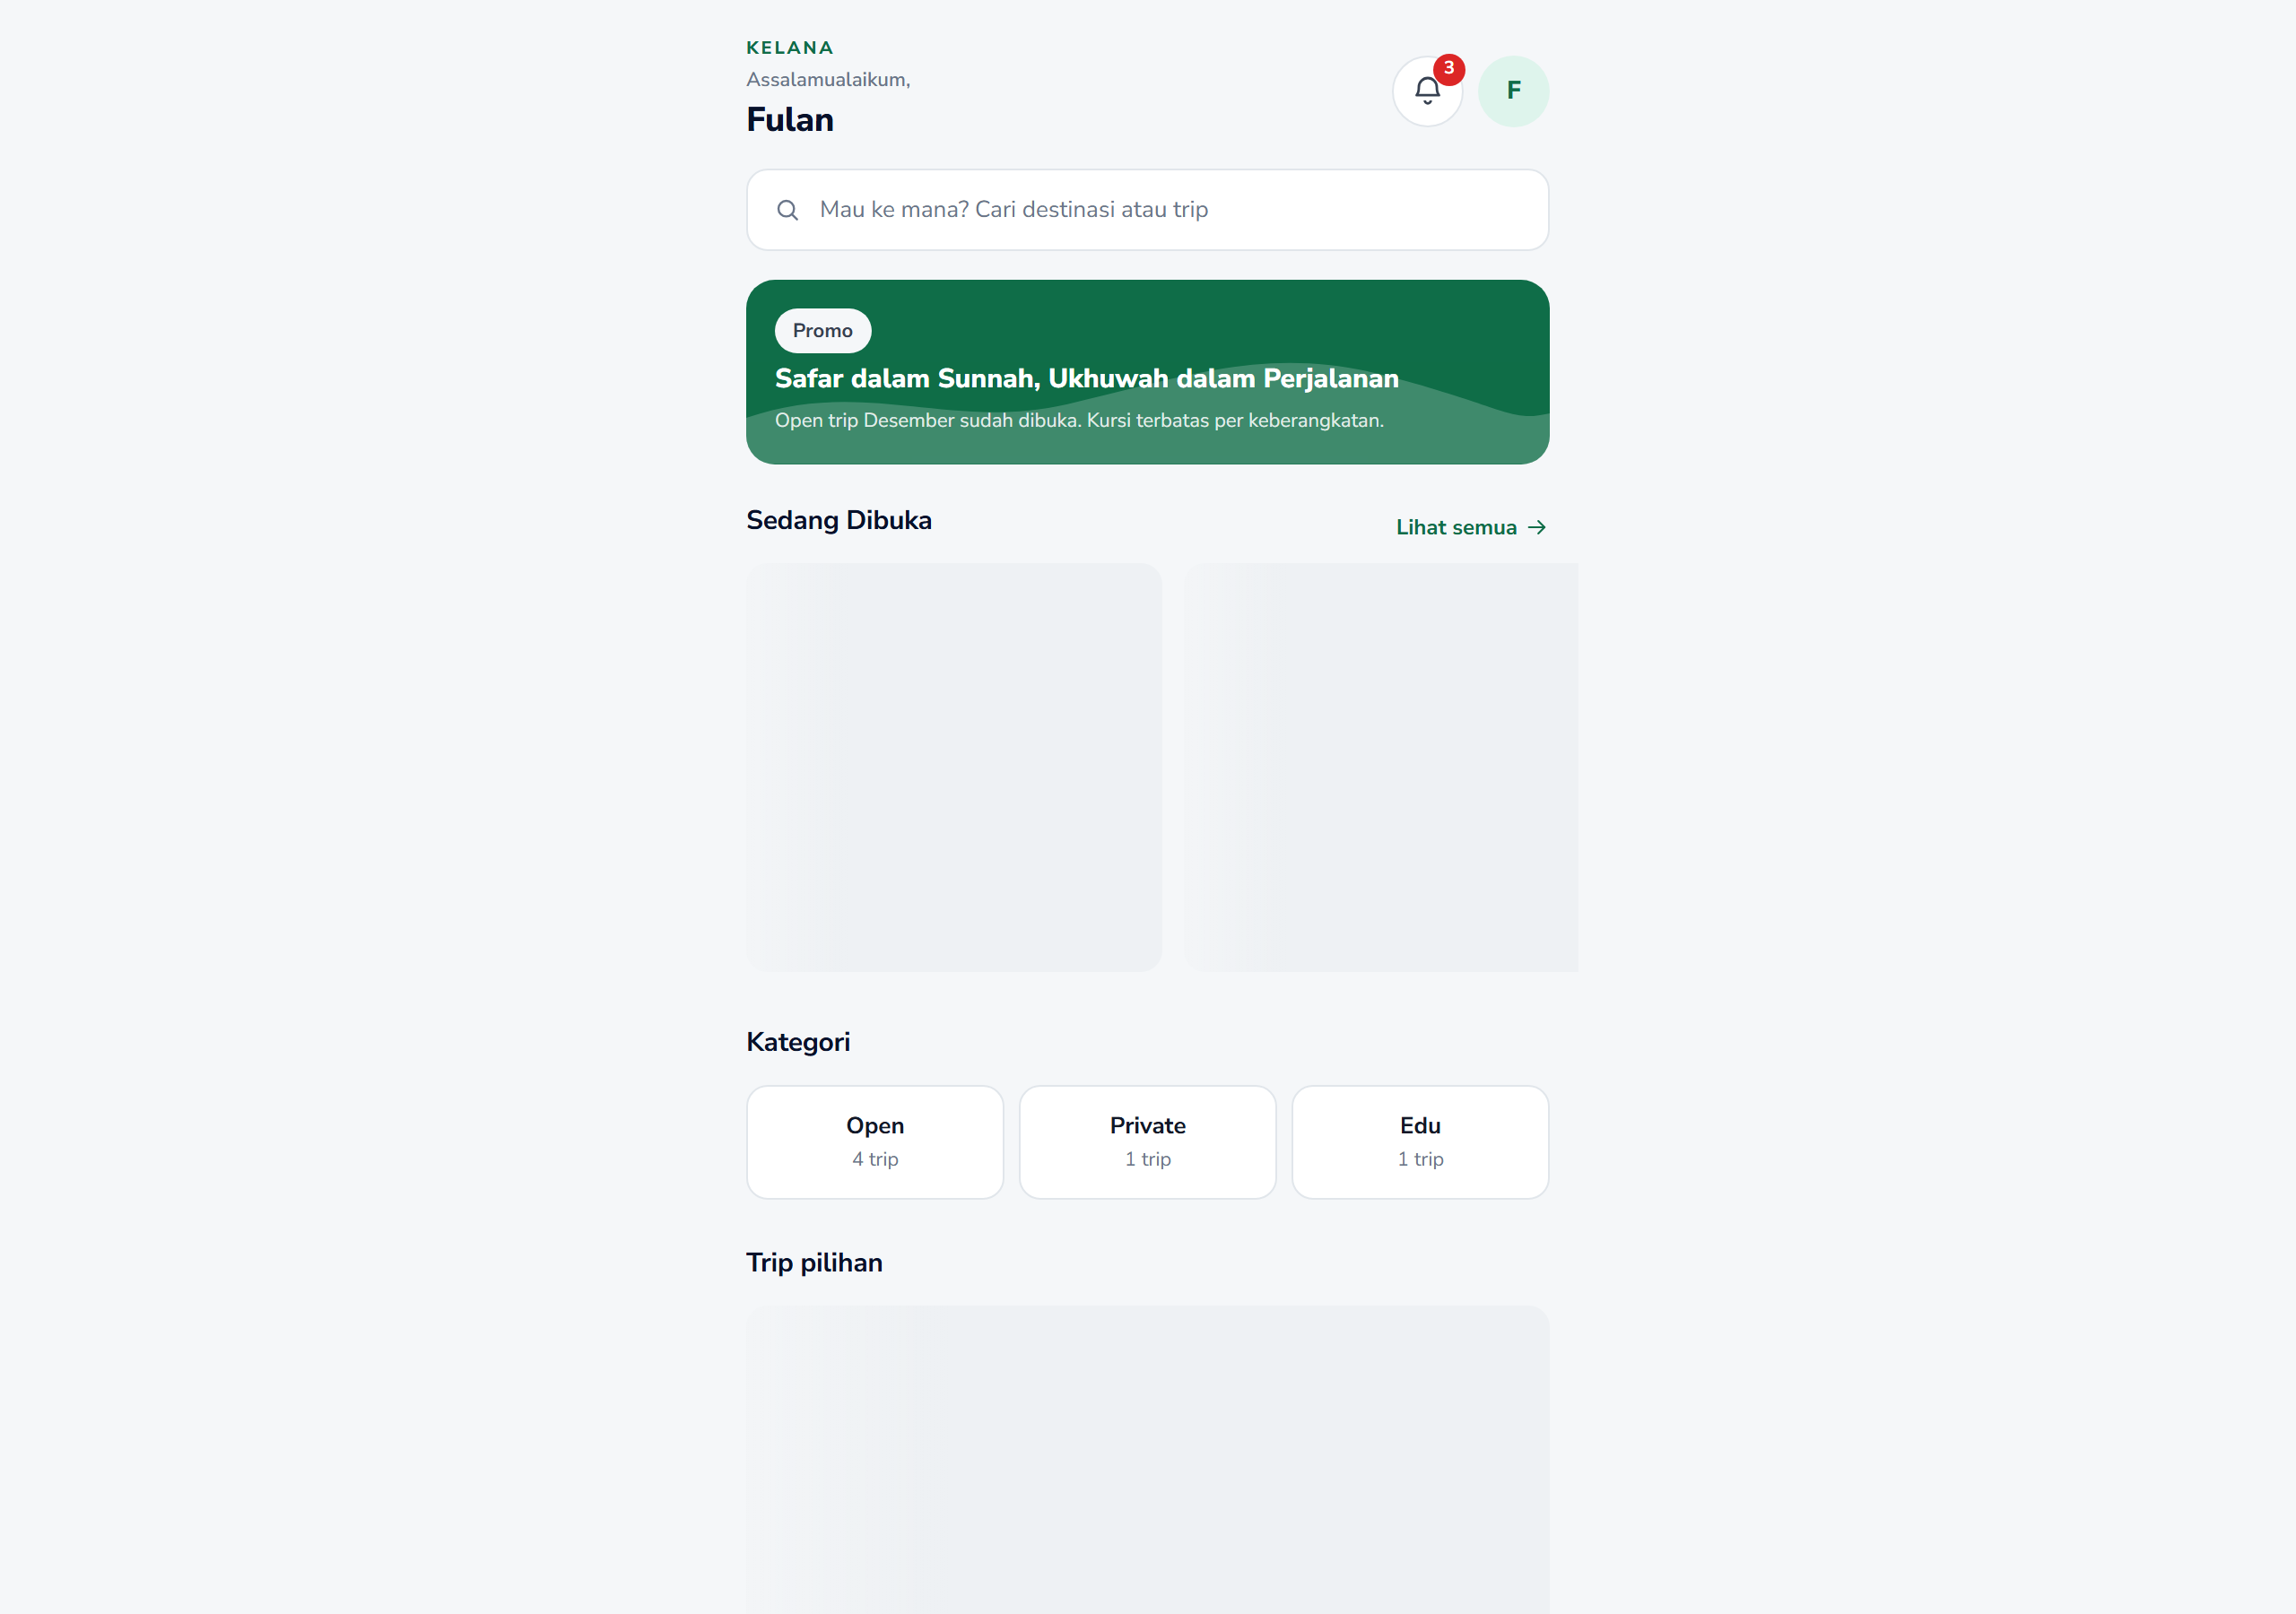 KELANA
Assalamualaikum,
Fulan
3
F
Mau ke mana? Cari destinasi atau trip
Promo
Safar dalam Sunnah, Ukhuwah dalam Perjalanan
Open trip Desember sudah dibuka. Kursi terbatas per keberangkatan.
Sedang Dibuka
Lihat semua →
Kategori
Open
4 trip
Private
1 trip
Edu
1 trip
Trip pilihan